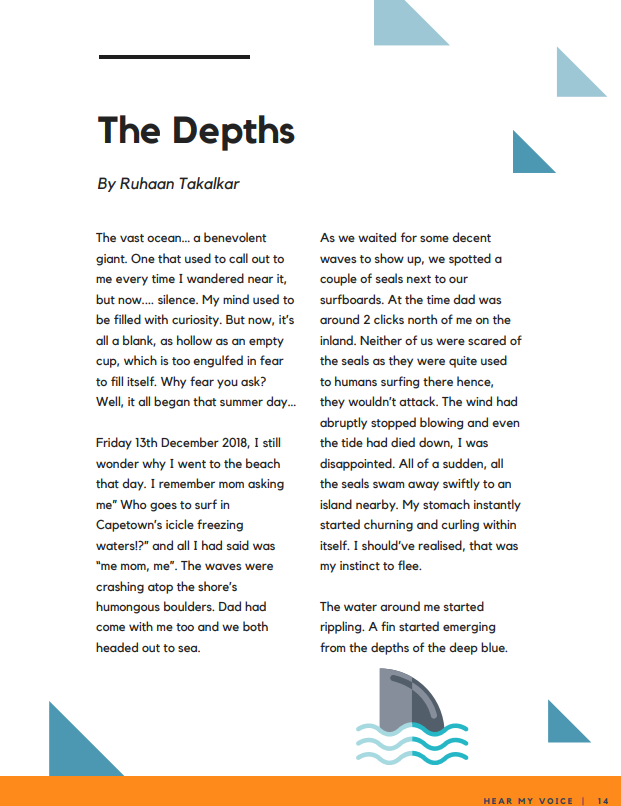 The Depths
By Ruhaan Takalkar
The vast ocean... a benevolent
giant. One that used to call out to
me every time I wandered near it,
but now.... silence. My mind used to
be filled with curiosity. But now, it's
all a blank, as hollow as an empty
cup, which is too engulfed in fear
to fill itself. Why fear you ask?
Well, it all began that summer day...
Friday 13th December 2018, I still
wonder why I went to the beach
that day. I remember mom asking
me” Who goes to surf in
Capetown's icicle freezing
waters!?” and all I had said was
“me mom, me”. The waves were
crashing atop the shore's
humongous boulders. Dad had
come with me too and we both
headed out to sea.
As we waited for some decent
waves to show up, we spotted a
couple of seals next to our
surfboards. At the time dad was
around 2 clicks north of me on the
inland. Neither of us were scared of
the seals as they were quite used
to humans surfing there hence,
they wouldn't attack. The wind had
abruptly stopped blowing and even
the tide had died down, I was
disappointed. All of a sudden, all
the seals swam away swiftly to an
island nearby. My stomach instantly
started churning and curling within
itself. I should've realised, that was
my instinct to flee.
The water around me started
rippling. A fin started emerging
from the depths of the deep blue.
HEAR MY VOICE | 14